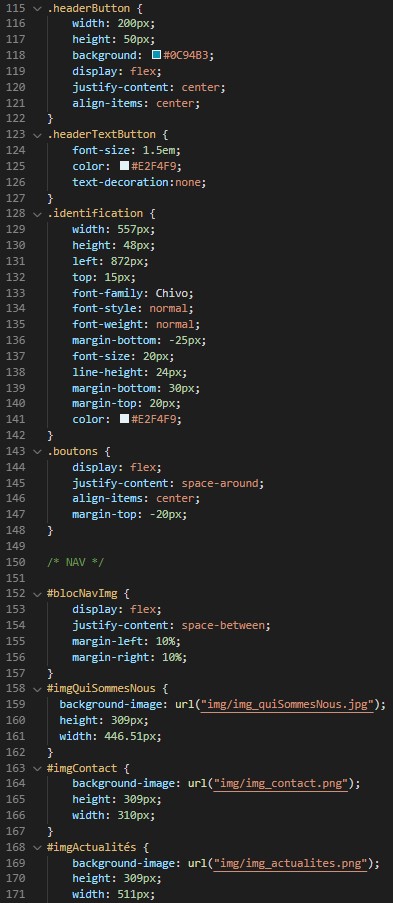 115 .headerButton {
116     width: 200px;
117     height: 50px;
118     background: #0C94B3;
119     display: flex;
120     justify-content: center;
121     align-items: center;
122 }
123 .headerTextButton {
124     font-size: 1.5em;
125     color: #E2F4F9;
126     text-decoration:none;
127 }
128 .identification {
129     width: 557px;
130     height: 48px;
131     left: 872px;
132     top: 15px;
133     font-family: Chivo;
134     font-style: normal;
135     font-weight: normal;
136     margin-bottom: -25px;
137     font-size: 20px;
138     line-height: 24px;
139     margin-bottom: 30px;
140     margin-top: 20px;
141     color: #E2F4F9;
142 }
143 .boutons {
144     display: flex;
145     justify-content: space-around;
146     align-items: center;
147     margin-top: -20px;
148 }
149
150 /* NAV */
151
152 #blocNavImg {
153     display: flex;
154     justify-content: space-between;
155     margin-left: 10%;
156     margin-right: 10%;
157 }
158 #imgQuiSommesNous {
159   background-image: url("img/img_quiSommesNous.jpg");
160   height: 309px;
161   width: 446.51px;
162 }
163 #imgContact {
164     background-image: url("img/img_contact.png");
165     height: 309px;
166     width: 310px;
167 }
168 #imgActualités {
169     background-image: url("img/img_actualites.png");
170     height: 309px;
171     width: 511px;